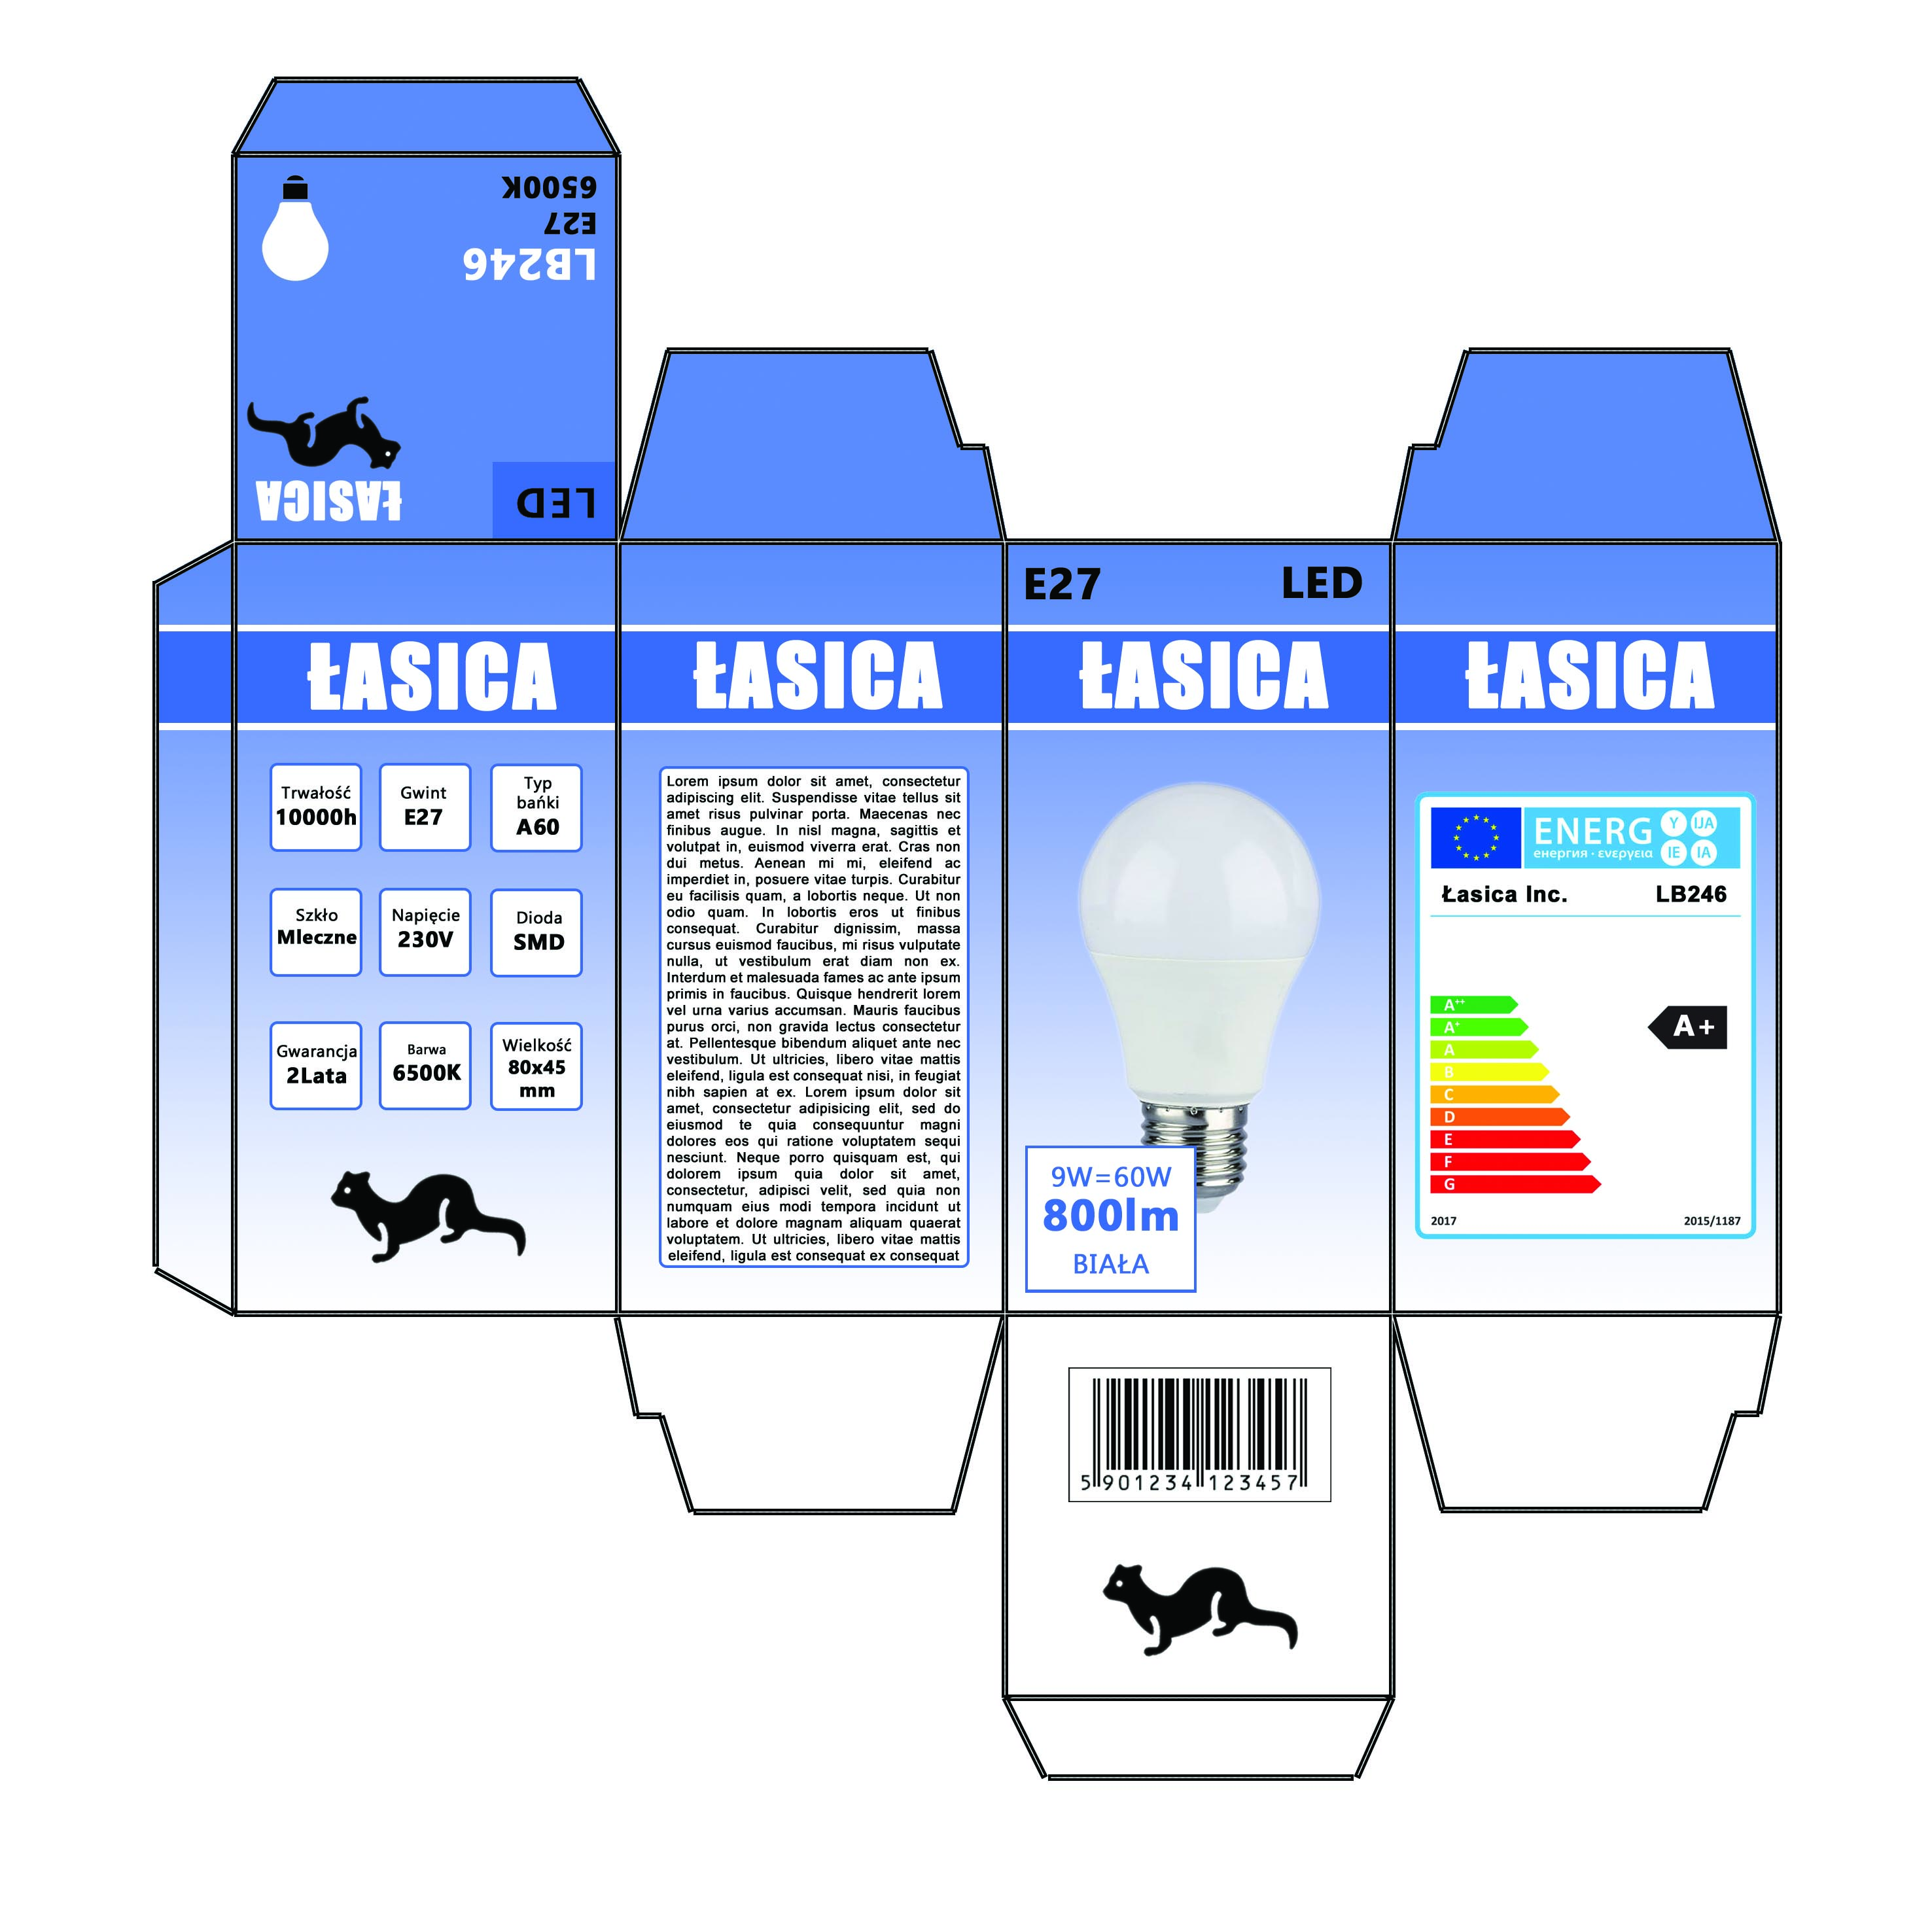 6500K
E27
LB246
ŁASICA
LED
E27
LED
ŁASICA
ŁASICA
ŁASICA
ŁASICA
Trwałość
10000h
Gwint
E27
Typ
bańki
A60
Szkło
Mleczne
Napięcie
230V
Dioda
SMD
Gwarancja
2Lata
Barwa
6500K
Wielkość
80x45
mm
Lorem ipsum dolor sit amet, consectetur
adipiscing elit. Suspendisse vitae tellus sit
amet risus pulvinar porta. Maecenas nec
finibus augue. In nisl magna, sagittis et
volutpat in, euismod viverra erat. Cras non
dui metus. Aenean mi mi, eleifend ac
imperdiet in, posuere vitae turpis. Curabitur
eu facilisis quam, a lobortis neque. Ut non
odio quam. In lobortis eros ut finibus
consequat. Curabitur dignissim, massa
cursus euismod faucibus, mi risus vulputate
nulla, ut vestibulum erat diam non ex.
Interdum et malesuada fames ac ante ipsum
primis in faucibus. Quisque hendrerit lorem
vel urna varius accumsan. Mauris faucibus
purus orci, non gravida lectus consectetur
at. Pellentesque bibendum aliquet ante nec
vestibulum. Ut ultricies, libero vitae mattis
eleifend, ligula est consequat nisi, in feugiat
nibh sapien at ex. Lorem ipsum dolor sit
amet, consectetur adipisicing elit, sed do
eiusmod te quia consequuntur magni
dolores eos qui ratione voluptatem sequi
nesciunt. Neque porro quisquam est, qui
dolorem ipsum quia dolor sit amet,
consectetur, adipisci velit, sed quia non
numquam eius modi tempora incidunt ut
labore et dolore magnam aliquam quaerat
voluptatem. Ut ultricies, libero vitae mattis
eleifend, ligula est consequat ex consequat
9W=60W
800lm
BIAŁA
ENERG Y IJA
енергия · ενεργεια IE IA
Łasica Inc. LB246
A++
A+
A
B
C
D
E
F
G
A+
2017 2015/1187
5 901234 123457